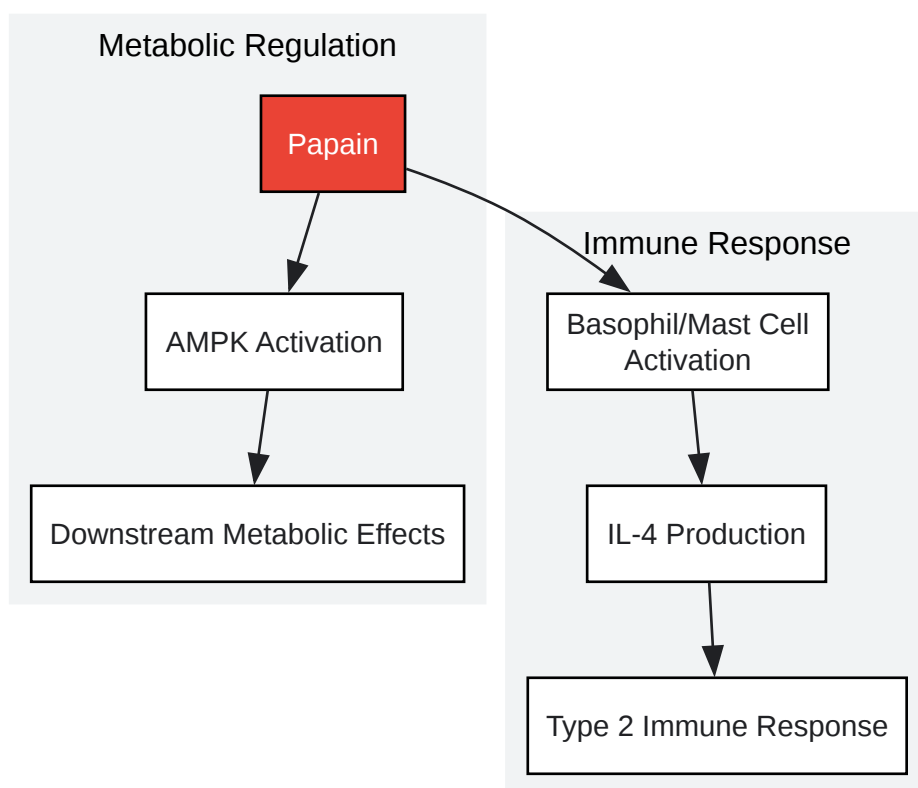 Metabolic Regulation
Papain
AMPK Activation
Downstream Metabolic Effects
Immune Response
Basophil/Mast Cell
Activation
IL-4 Production
Type 2 Immune Response